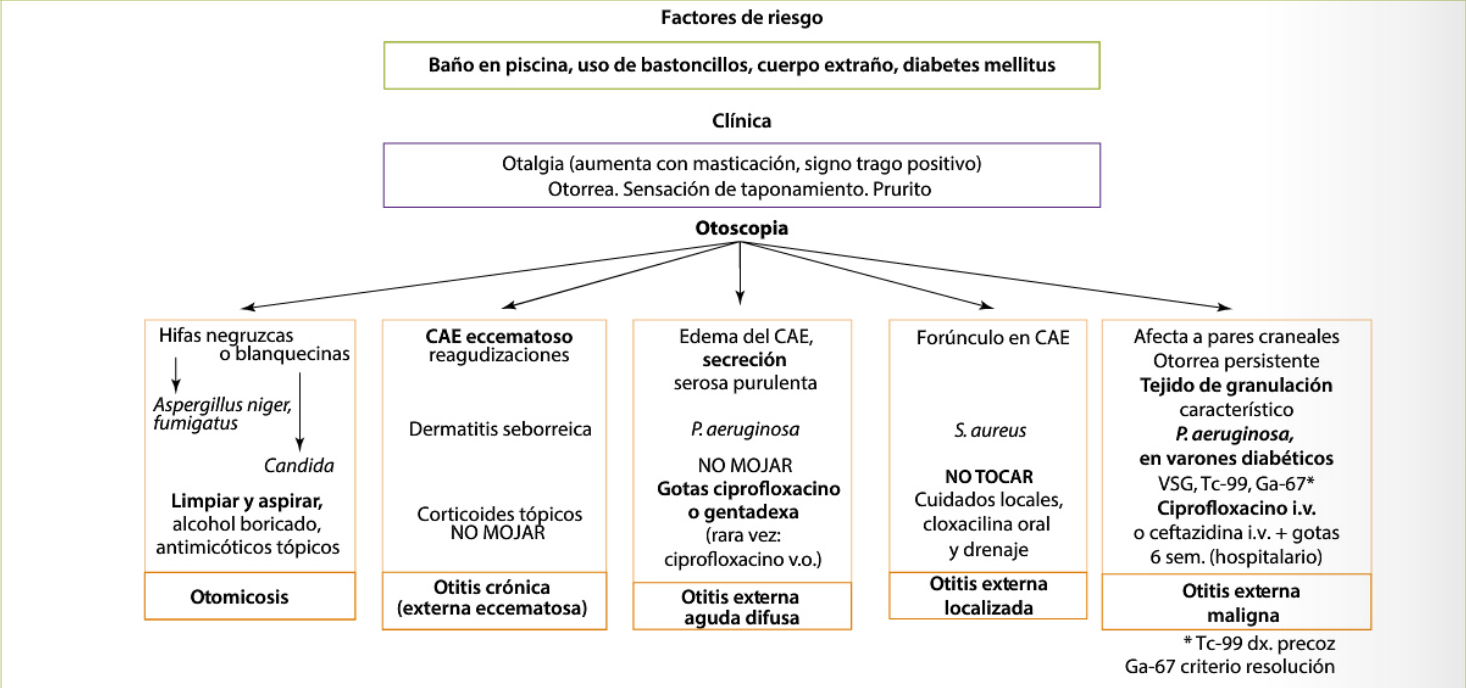 Factores de riesgo
Baño en piscina, uso de bastoncillos, cuerpo extraño, diabetes mellitus
Clínica
Otalgia (aumenta con masticación, signo trago positivo)
Otorrea. Sensación de taponamiento. Prurito
Otoscopia
Hifas negruzcas
o blanquecinas
Aspergillus niger,
fumigatus
Candida
Limpiar y aspirar,
alcohol boricado,
antimicóticos tópicos
Otomicosis
CAE eccematoso
reagudizaciones
Dermatitis seborreica
Corticoides tópicos
NO MOJAR
Otitis crónica
(externa eccematosa)
Edema del CAE,
secreción
serosa purulenta
P. aeruginosa
NO MOJAR
Gotas ciprofloxacino
o gentadexa
(rara vez:
ciprofloxacino v.o.)
Otitis externa
aguda difusa
Forúnculo en CAE
S. aureus
NO TOCAR
Cuidados locales,
cloxacilina oral
y drenaje
Otitis externa
localizada
Afecta a pares craneales
Otorrea persistente
Tejido de granulación
característico
P. aeruginosa,
en varones diabéticos
VSG, Tc-99, Ga-67*
Ciprofloxacino i.v.
o ceftazidina i.v. + gotas
6 sem. (hospitalario)
Otitis externa
maligna
* Tc-99 dx. precoz
Ga-67 criterio resolución